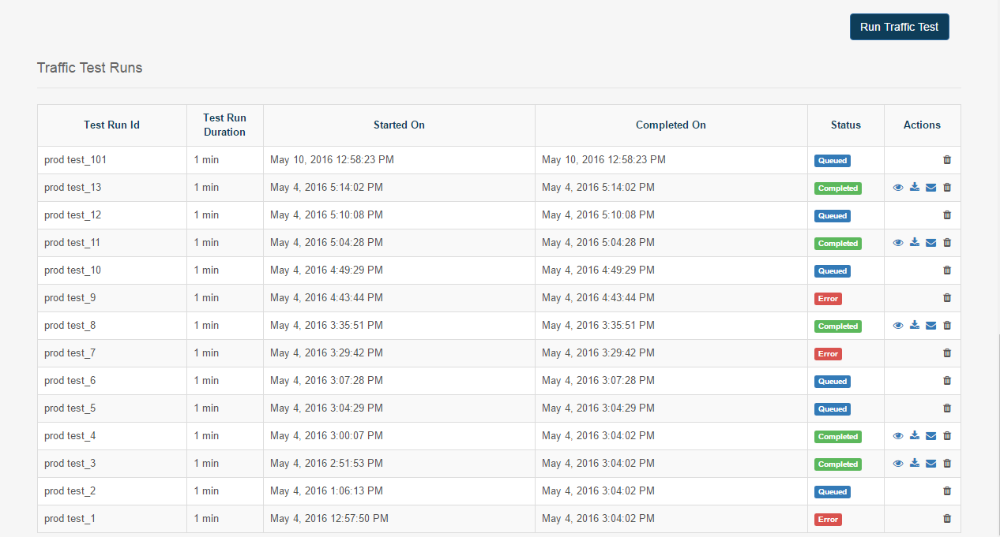 Run Traffic Test
Traffic Test Runs
Test Run Id Test Run Duration Started On Completed On Status Actions
prod test_101 1 min May 10, 2016 12:58:23 PM May 10, 2016 12:58:23 PM Queued
prod test_13 1 min May 4, 2016 5:14:02 PM May 4, 2016 5:14:02 PM Completed
prod test_12 1 min May 4, 2016 5:10:08 PM May 4, 2016 5:10:08 PM Queued
prod test_11 1 min May 4, 2016 5:04:28 PM May 4, 2016 5:04:28 PM Completed
prod test_10 1 min May 4, 2016 4:49:29 PM May 4, 2016 4:49:29 PM Queued
prod test_9 1 min May 4, 2016 4:43:44 PM May 4, 2016 4:43:44 PM Error
prod test_8 1 min May 4, 2016 3:35:51 PM May 4, 2016 3:35:51 PM Completed
prod test_7 1 min May 4, 2016 3:29:42 PM May 4, 2016 3:29:42 PM Error
prod test_6 1 min May 4, 2016 3:07:28 PM May 4, 2016 3:07:28 PM Queued
prod test_5 1 min May 4, 2016 3:04:29 PM May 4, 2016 3:04:29 PM Queued
prod test_4 1 min May 4, 2016 3:00:07 PM May 4, 2016 3:04:02 PM Completed
prod test_3 1 min May 4, 2016 2:51:53 PM May 4, 2016 3:04:02 PM Completed
prod test_2 1 min May 4, 2016 1:06:13 PM May 4, 2016 3:04:02 PM Queued
prod test_1 1 min May 4, 2016 12:57:50 PM May 4, 2016 3:04:02 PM Error